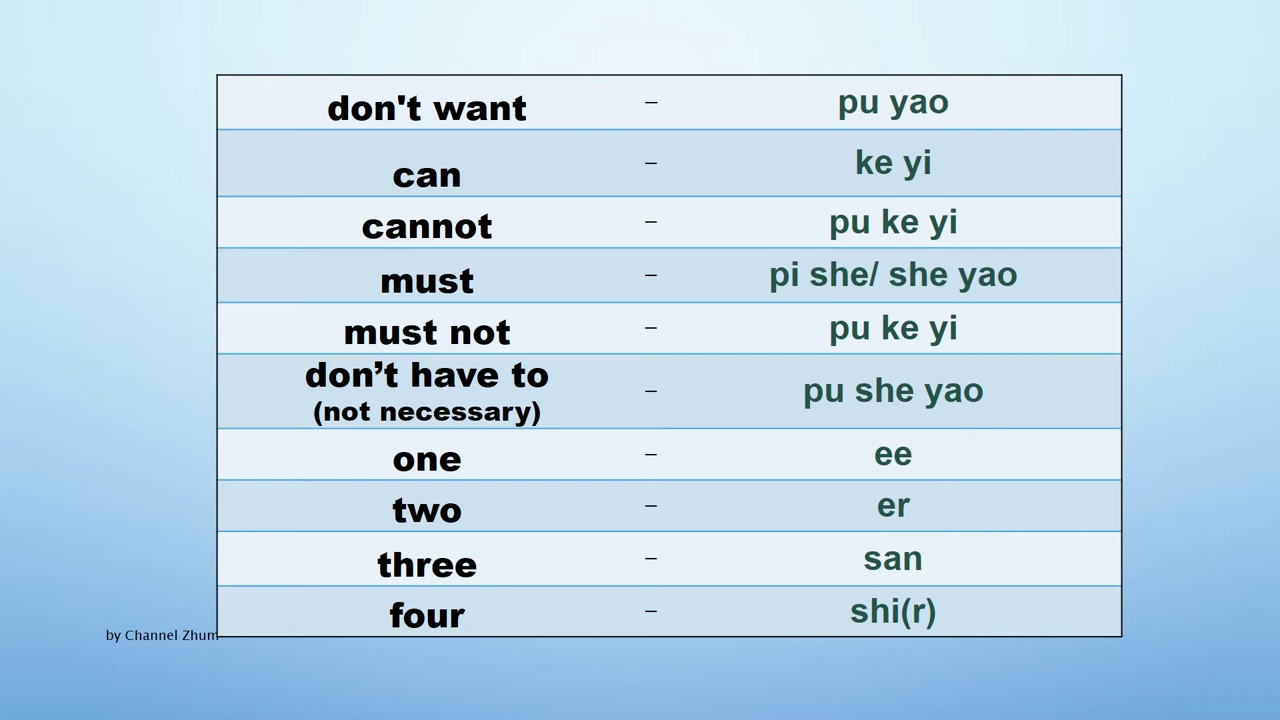 don't want – pu yao
can – ke yi
cannot – pu ke yi
must – pi she/ she yao
must not – pu ke yi
don’t have to
(not necessary) – pu she yao
one – ee
two – er
three – san
four – shi(r)
by Channel Zhum